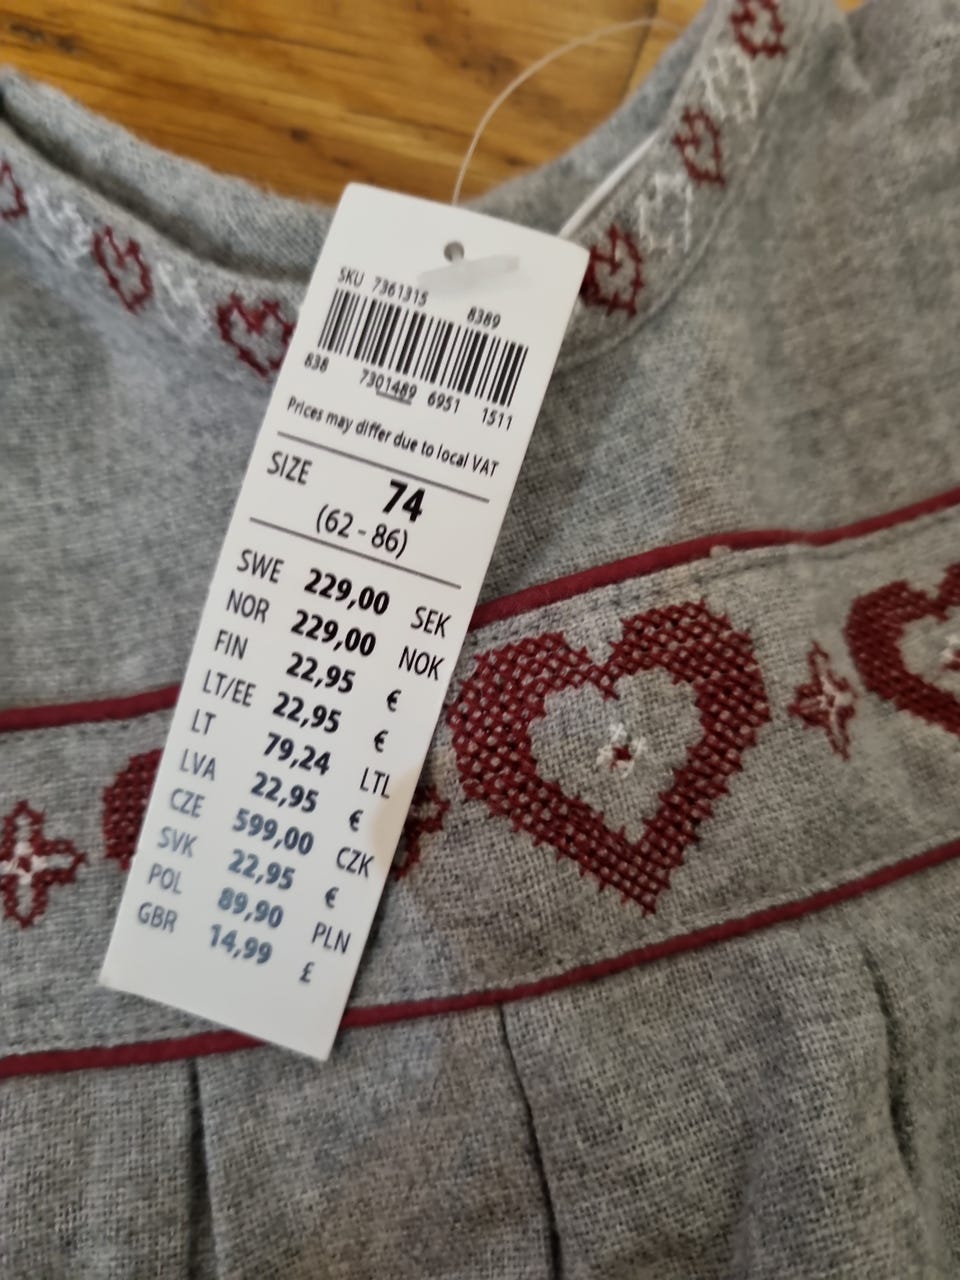 SKU 7361315 8389
838 7301489 6951 1511
Prices may differ due to local VAT
SIZE 74
(62 - 86)
SWE 229,00 SEK
NOR 229,00 NOK
FIN 22,95 €
LT/EE 22,95 €
LT 79,24 LTL
LVA 22,95 €
CZE 599,00 CZK
SVK 22,95 €
POL 89,90 PLN
GBR 14,99 £